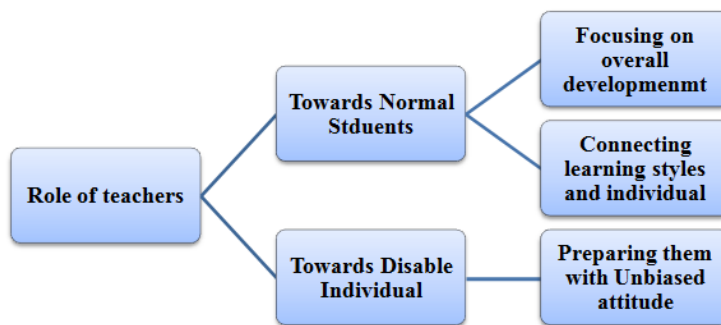 Role of teachers
Towards Normal
Stduents
Focusing on
overall
developmenmt
Connecting
learning styles
and individual
Towards Disable
Individual
Preparing them
with Unbiased
attitude